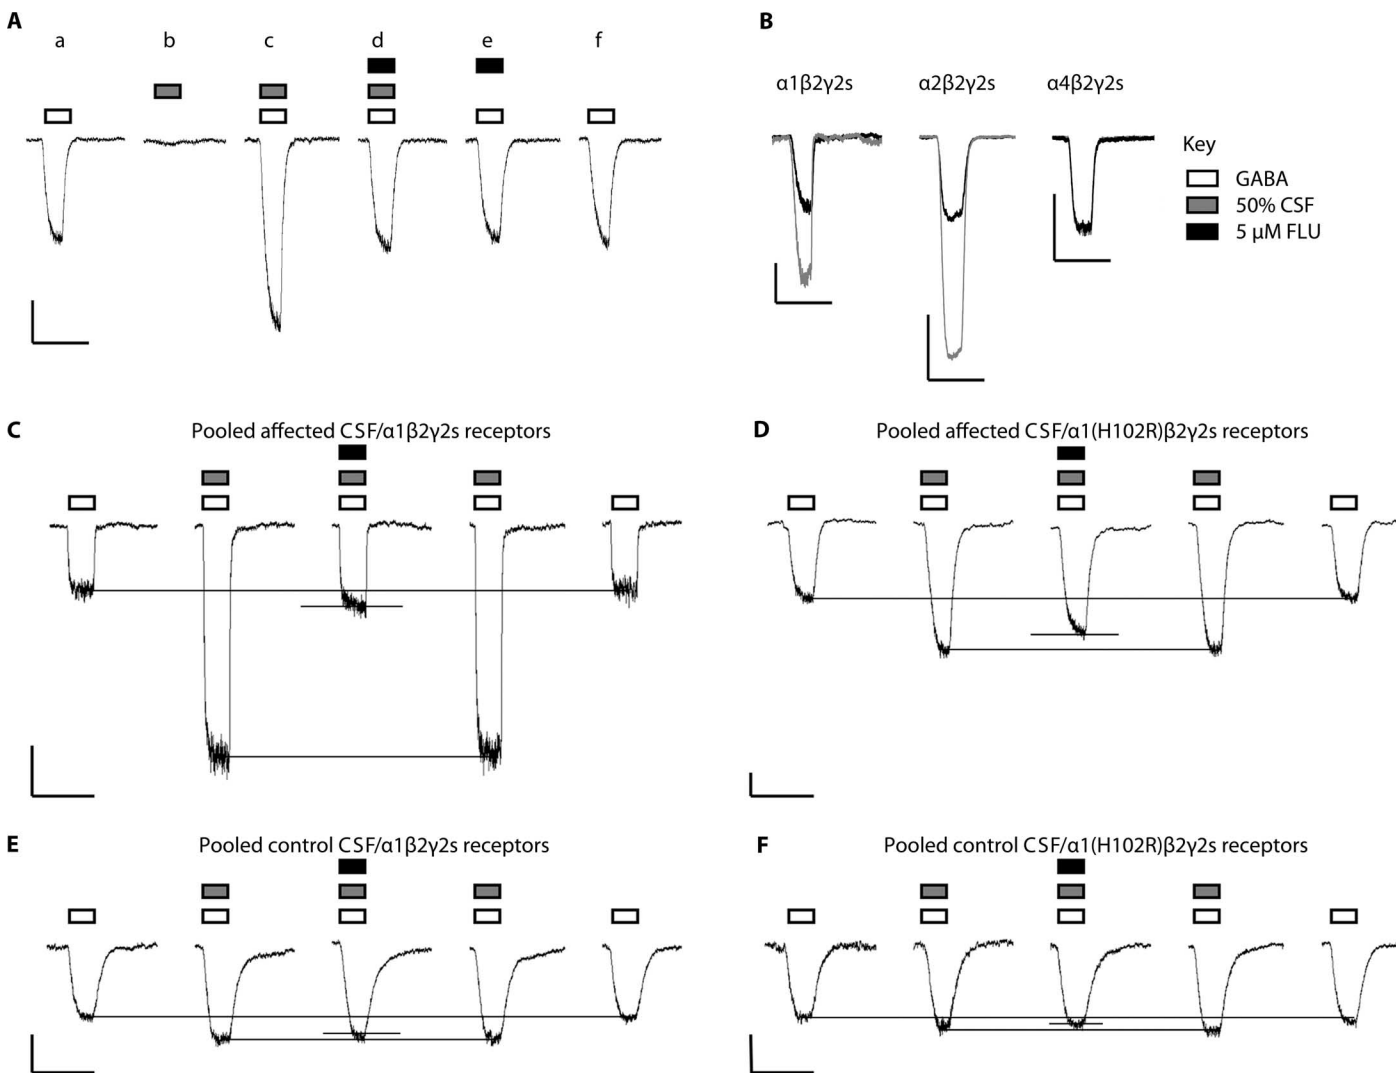 A
a b c d e f
B
α1β2γ2s α2β2γ2s α4β2γ2s
Key
GABA
50% CSF
5 μM FLU
C
Pooled affected CSF/α1β2γ2s receptors
D
Pooled affected CSF/α1(H102R)β2γ2s receptors
E
Pooled control CSF/α1β2γ2s receptors
F
Pooled control CSF/α1(H102R)β2γ2s receptors